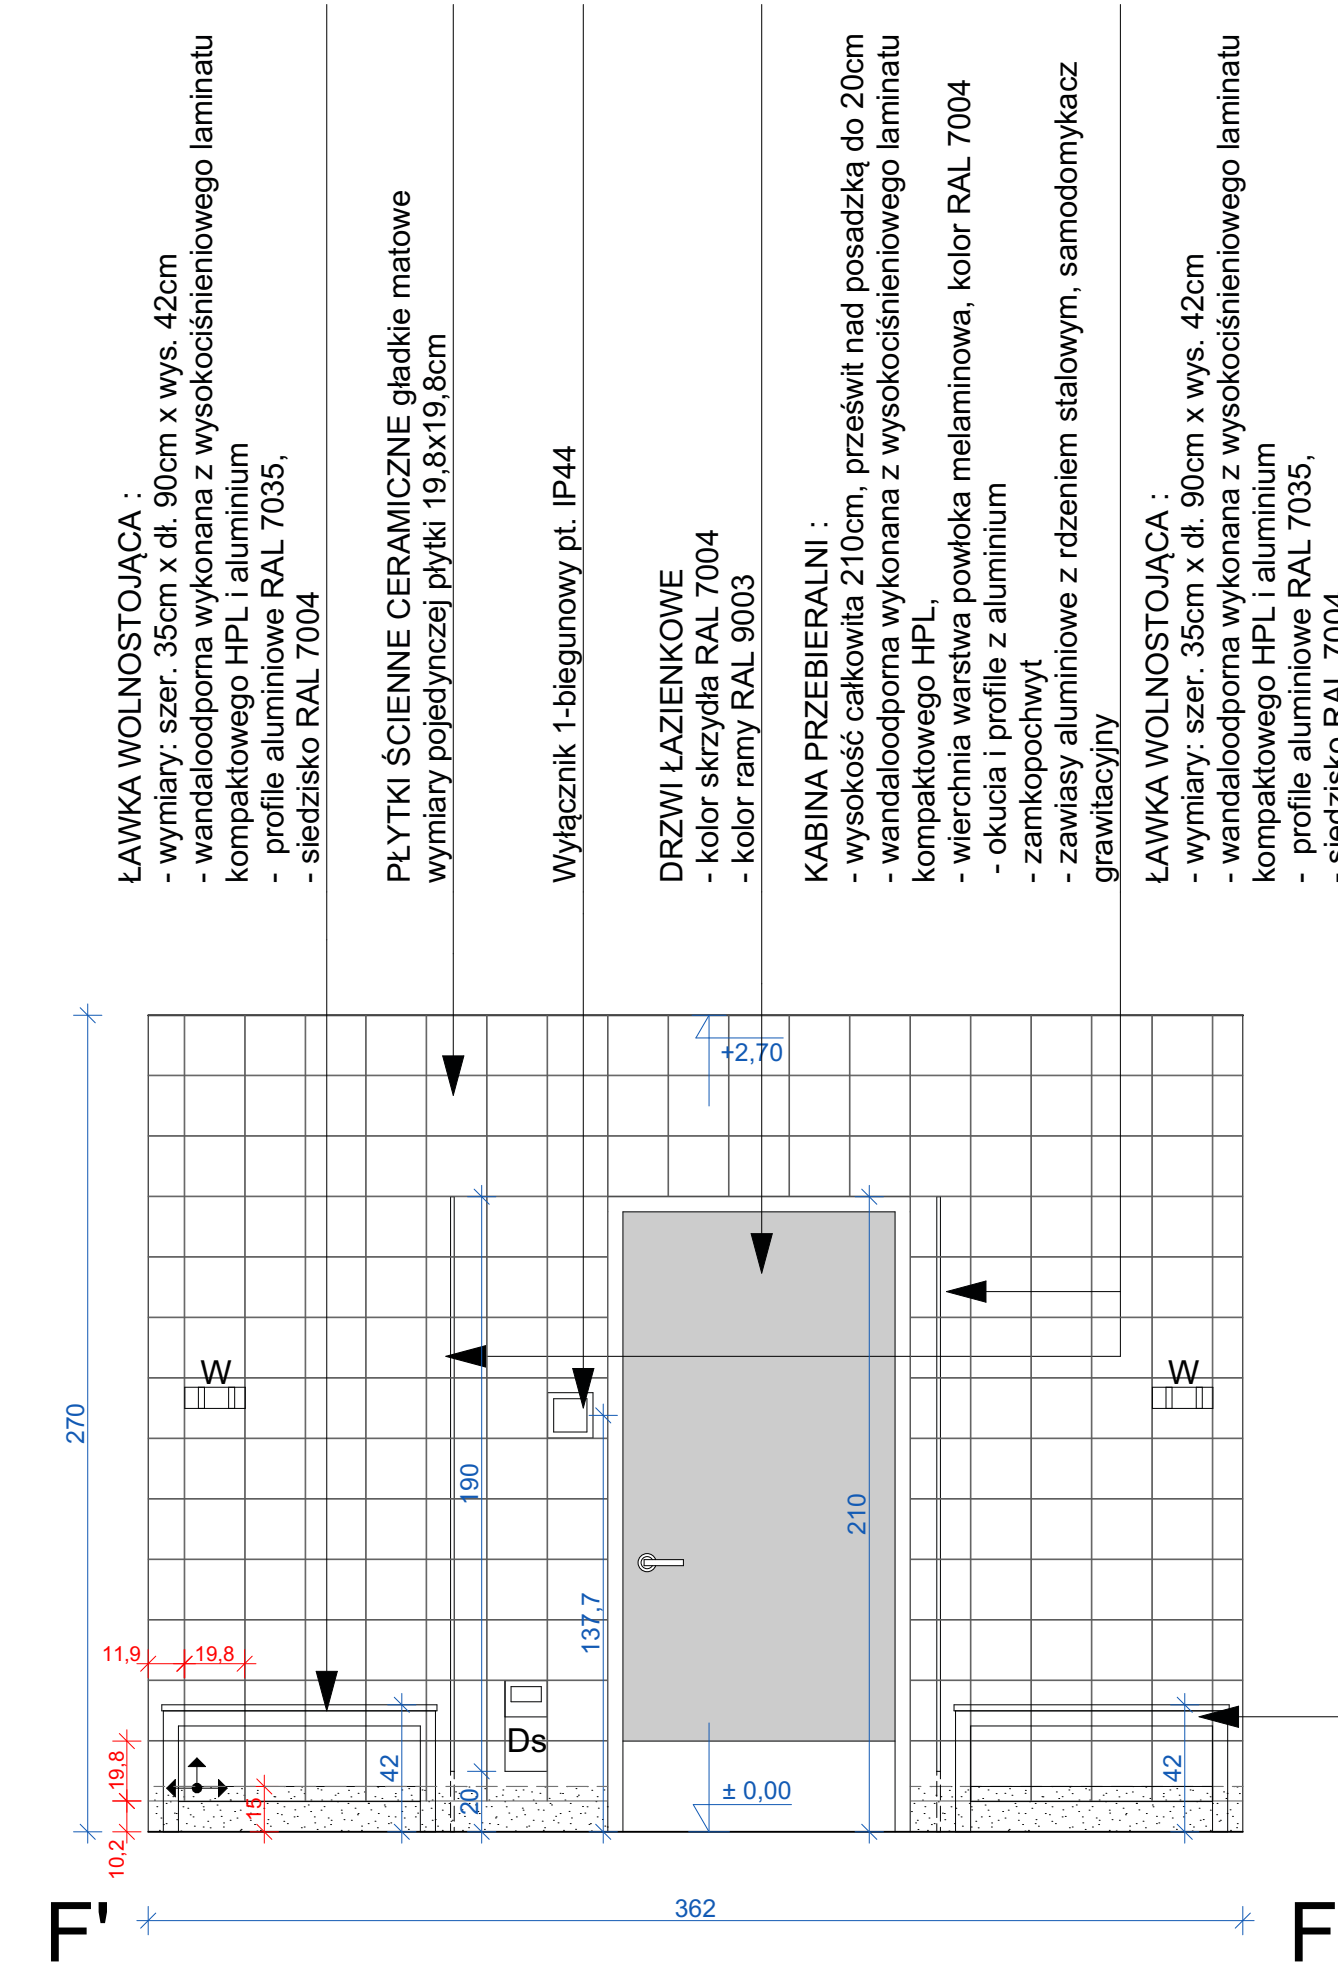 ŁAWKA WOLNOSTOJĄCA :
- wymiary: szer. 35cm x dł. 90cm x wys. 42cm
- wandaloodporna wykonana z wysokociśnieniowego laminatu
kompaktowego HPL i aluminium
- profile aluminiowe RAL 7035,
- siedzisko RAL 7004
PŁYTKI ŚCIENNE CERAMICZNE gładkie matowe
wymiary pojedynczej płytki 19,8x19,8cm
Wyłącznik 1-biegunowy pt. IP44
DRZWI ŁAZIENKOWE
- kolor skrzydła RAL 7004
- kolor ramy RAL 9003
KABINA PRZEBIERALNI :
- wysokość całkowita 210cm, prześwit nad posadzką do 20cm
- wandaloodporna wykonana z wysokociśnieniowego laminatu
kompaktowego HPL,
- wierchnia warstwa powłoka melaminowa, kolor RAL 7004
- okucia i profile z aluminium
- zamkopochwyt
- zawiasy aluminiowe z rdzeniem stalowym, samodomykacz
grawitacyjny
ŁAWKA WOLNOSTOJĄCA :
- wymiary: szer. 35cm x dł. 90cm x wys. 42cm
- wandaloodporna wykonana z wysokociśnieniowego laminatu
kompaktowego HPL i aluminium
- profile aluminiowe RAL 7035,
- siedzisko RAL 7004
+2,70
270
W
W
190
210
137,7
11,9
19,8
Ds
42
42
19,8
15
20
± 0,00
10,2
362
F'
F